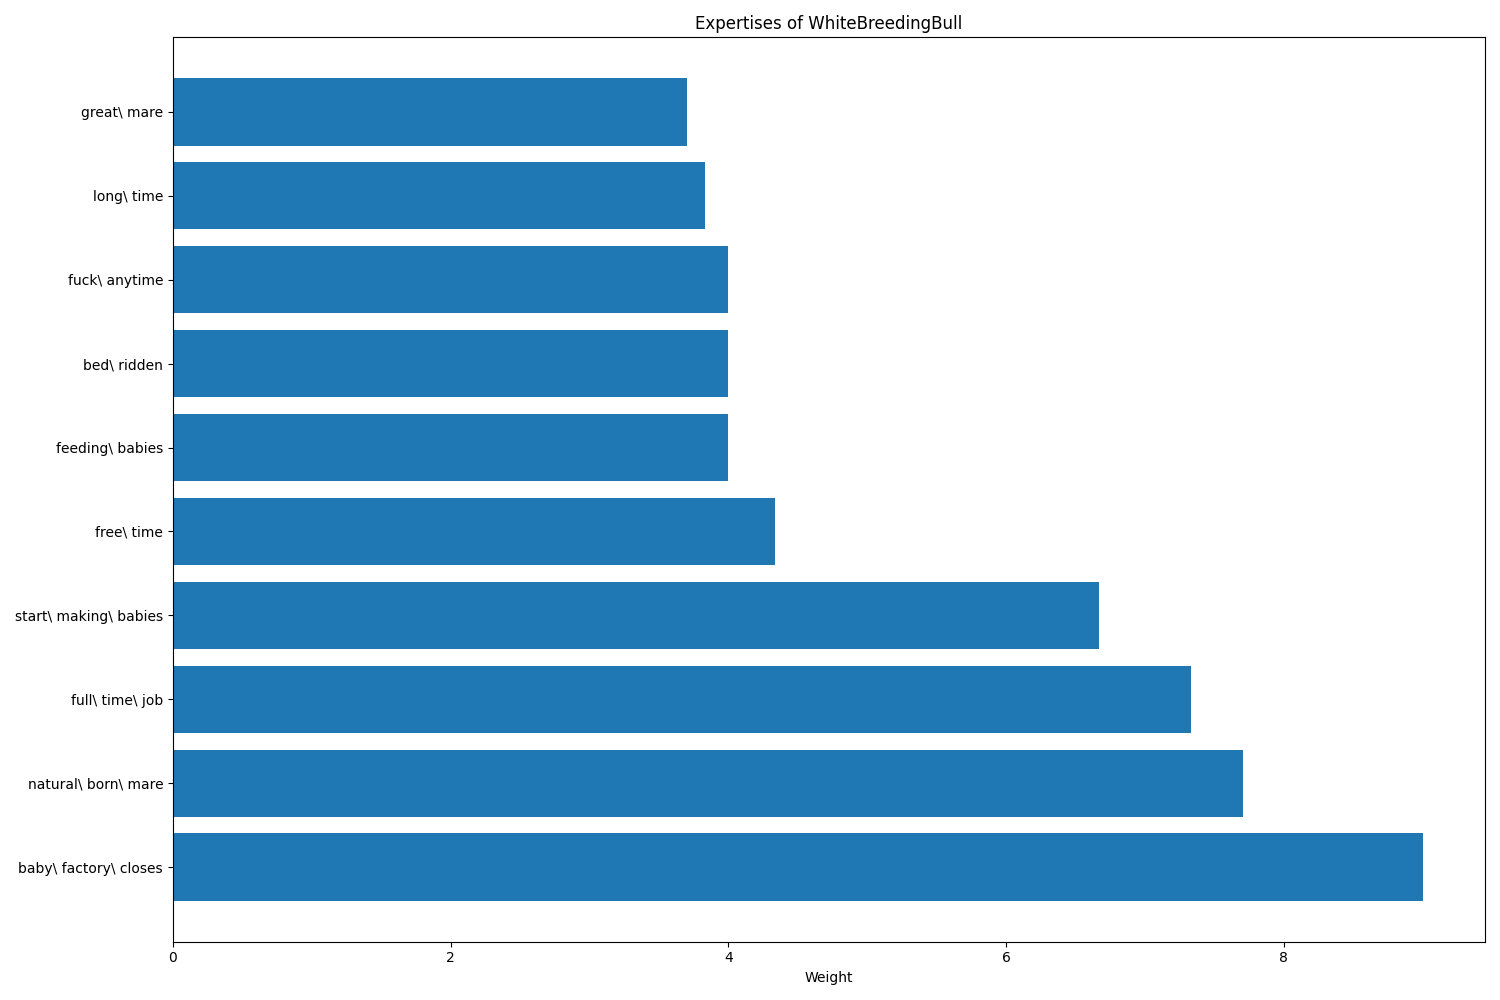 Expertises of WhiteBreedingBull
great\ mare
long\ time
fuck\ anytime
bed\ ridden
feeding\ babies
free\ time
start\ making\ babies
full\ time\ job
natural\ born\ mare
baby\ factory\ closes
0 2 4 6 8
Weight